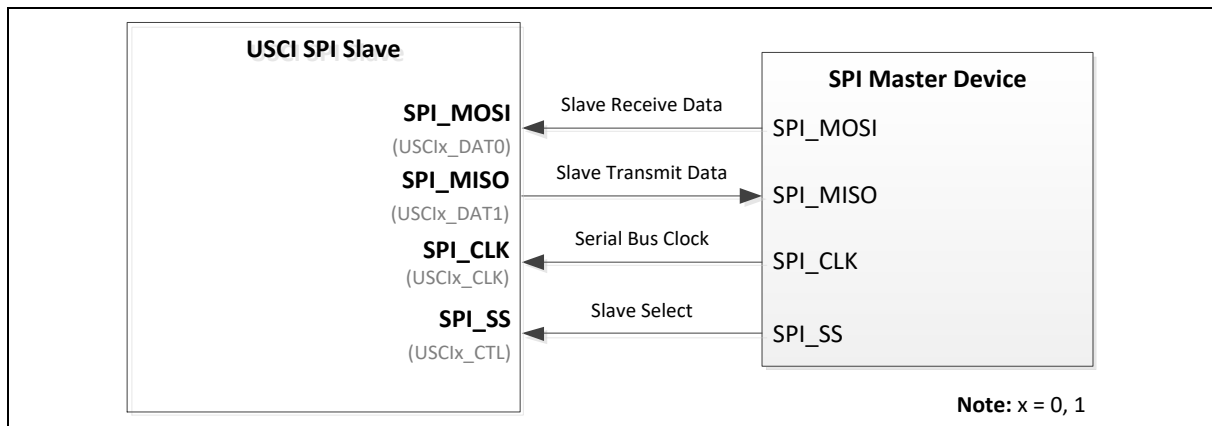 USCI SPI Slave
SPI_MOSI
(USCIx_DAT0)
SPI_MISO
(USCIx_DAT1)
SPI_CLK
(USCIx_CLK)
SPI_SS
(USCIx_CTL)
Slave Receive Data
Slave Transmit Data
Serial Bus Clock
Slave Select
SPI Master Device
SPI_MOSI
SPI_MISO
SPI_CLK
SPI_SS
Note: x = 0, 1